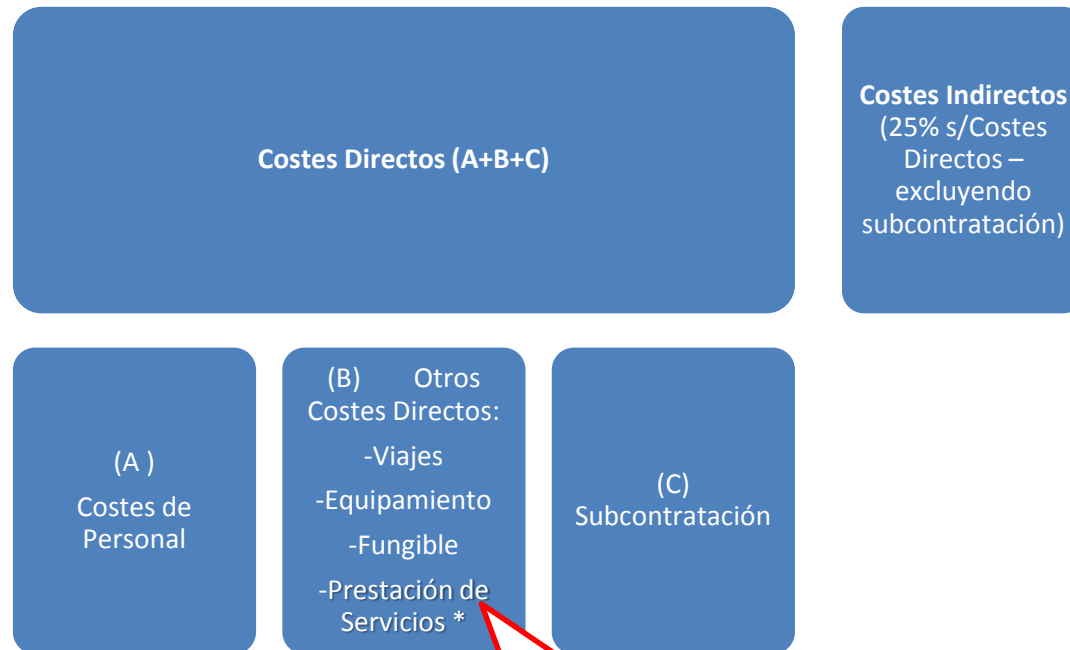 Costes Directos (A+B+C)
Costes Indirectos
(25% s/Costes
Directos –
excluyendo
subcontratación)
(A )
Costes de
Personal
(B) Otros
Costes Directos:
-Viajes
-Equipamiento
-Fungible
-Prestación de
Servicios *
(C)
Subcontratación